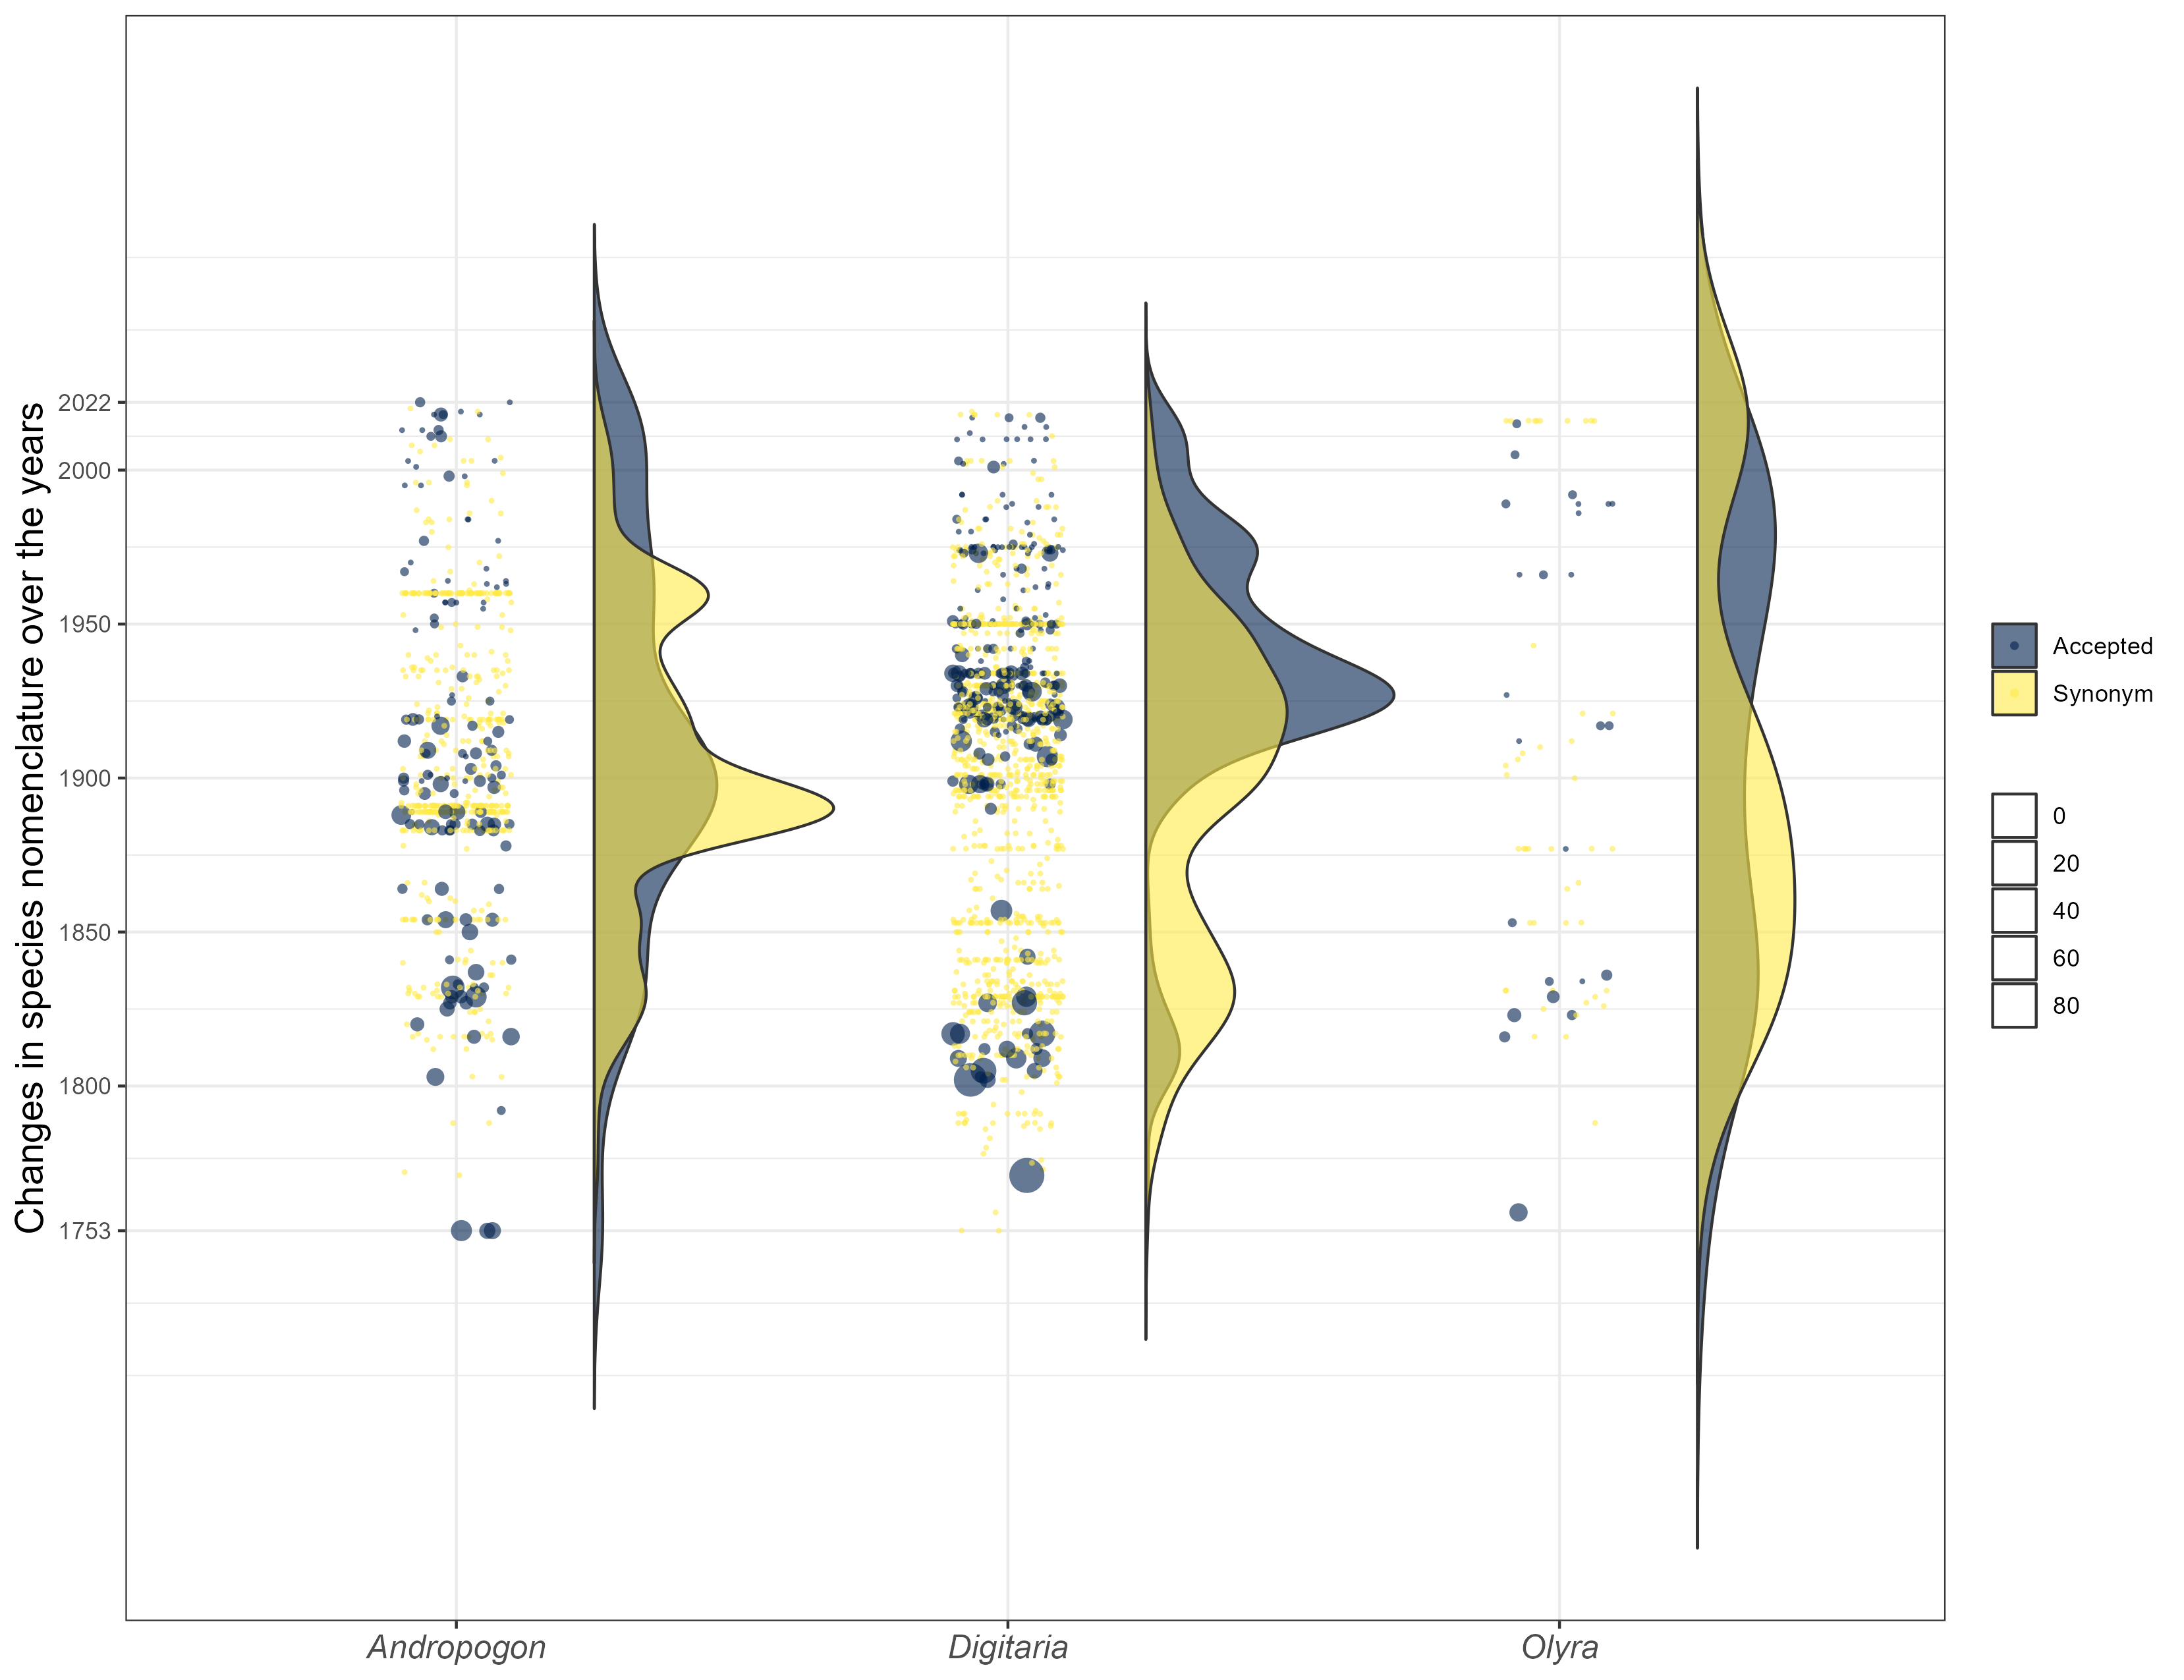 Changes in species nomenclature over the years
2022
2000
1950
1900
1850
1800
1753
Andropogon
Digitaria
Olyra
Accepted
Synonym
0
20
40
60
80